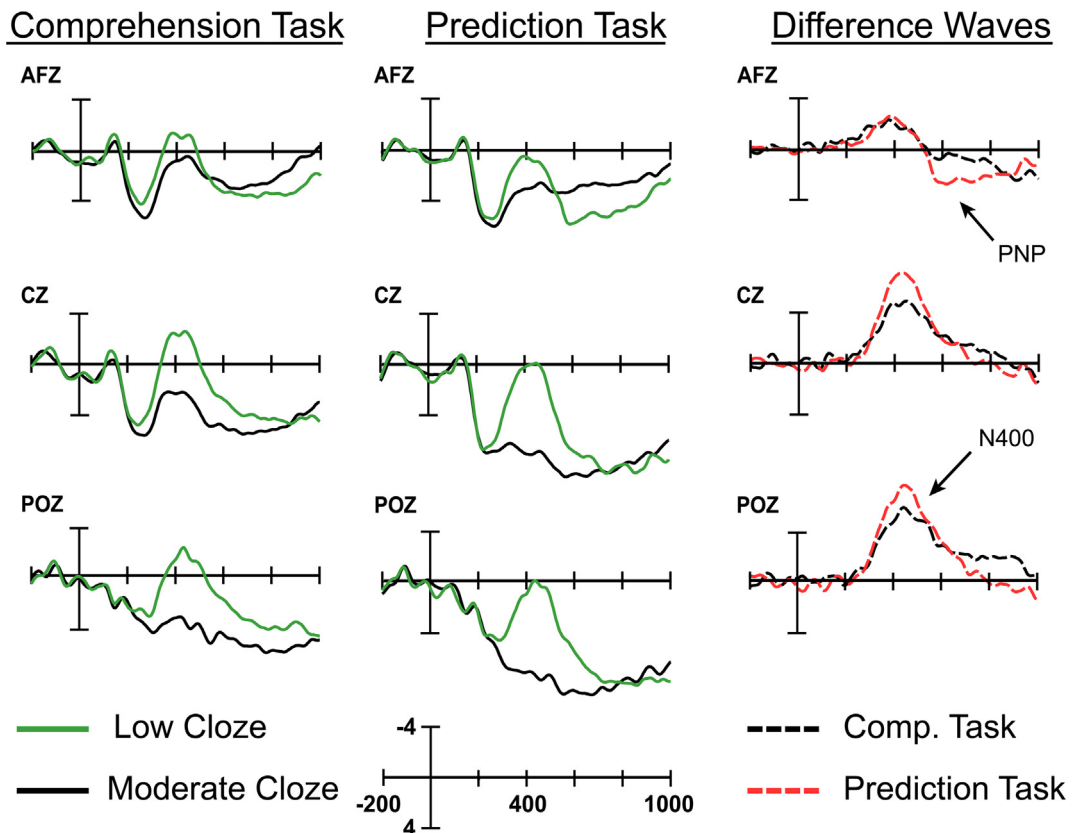 Comprehension Task Prediction Task Difference Waves
AFZ AFZ AFZ
PNP
CZ CZ CZ
N400
POZ POZ POZ
Low Cloze -4 Comp. Task
Moderate Cloze -200 400 1000 Prediction Task
4